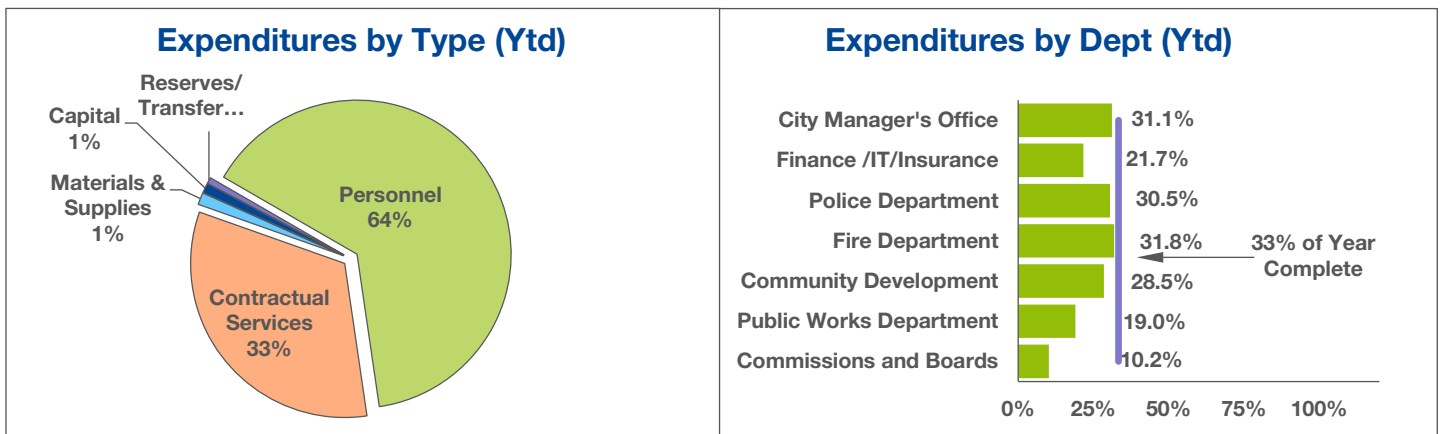 Expenditures by Type (Ytd)
Reserves/
Transfer…
Capital
1%
Materials &
Supplies
1%
Personnel
64%
Contractual
Services
33%
Expenditures by Dept (Ytd)
City Manager's Office 31.1%
Finance /IT/Insurance 21.7%
Police Department 30.5%
Fire Department 31.8%
33% of Year
Complete
Community Development 28.5%
Public Works Department 19.0%
Commissions and Boards 10.2%
0% 25% 50% 75% 100%